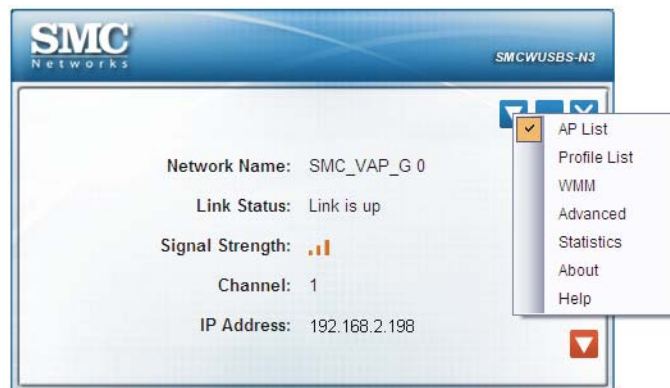 SMC
Networks
SMCWUSBS-N3
AP List
Profile List
WMM
Advanced
Statistics
About
Help
Network Name: SMC_VAP_G 0
Link Status: Link is up
Signal Strength:
Channel: 1
IP Address: 192.168.2.198